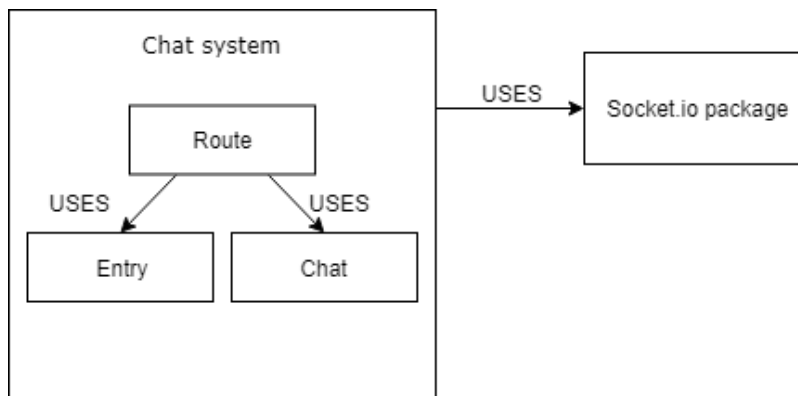 Chat system
USES
Socket.io package
Route
USES
USES
Entry
Chat